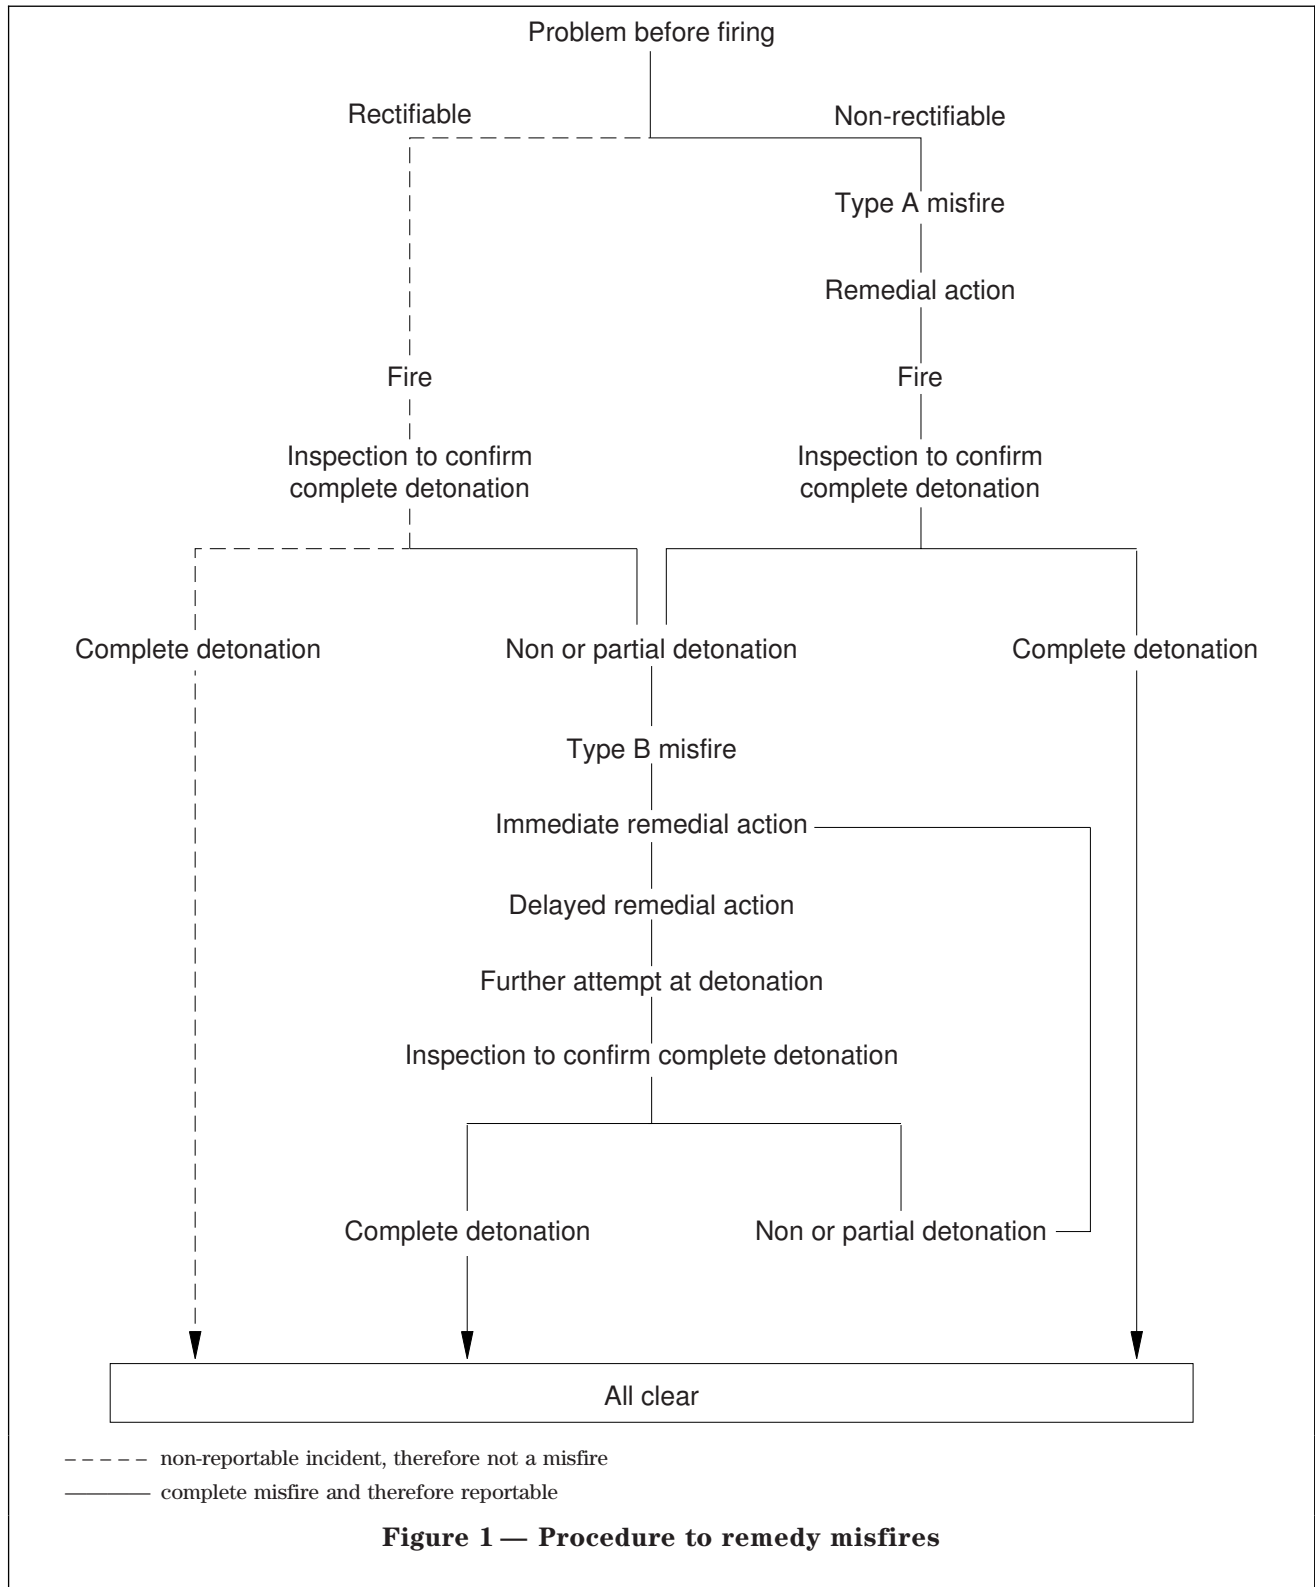 Problem before firing
Rectifiable
Non-rectifiable
Type A misfire
Remedial action
Fire
Fire
Inspection to confirm
complete detonation
Inspection to confirm
complete detonation
Complete detonation
Non or partial detonation
Complete detonation
Type B misfire
Immediate remedial action
Delayed remedial action
Further attempt at detonation
Inspection to confirm complete detonation
Complete detonation
Non or partial detonation
All clear
non-reportable incident, therefore not a misfire
complete misfire and therefore reportable
Figure 1 — Procedure to remedy misfires